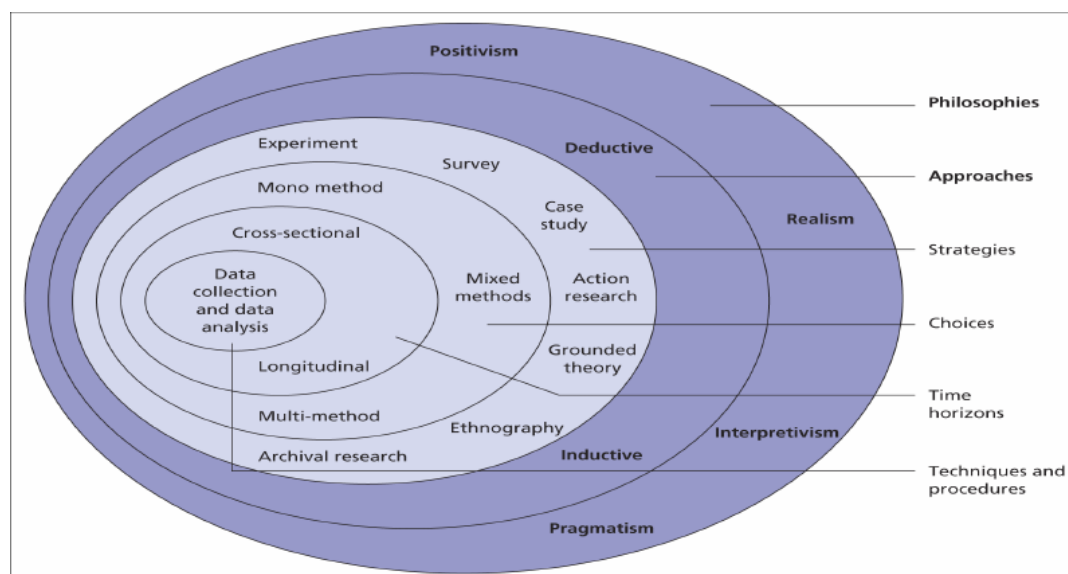 Positivism
Philosophies
Experiment
Deductive
Survey
Approaches
Mono method
Case
study
Realism
Cross-sectional
Strategies
Data
collection
and data
analysis
Mixed
methods
Action
research
Choices
Grounded
theory
Longitudinal
Time
horizons
Multi-method
Ethnography
Interpretivism
Archival research
Inductive
Techniques and
procedures
Pragmatism